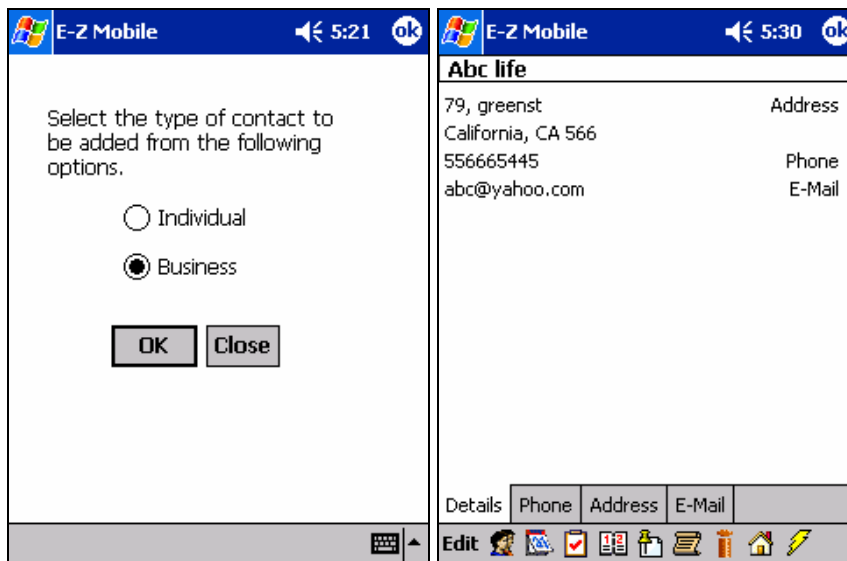 E-Z Mobile 5:21 ok
Select the type of contact to
be added from the following
options.
Individual
Business
OK Close
E-Z Mobile 5:30 ok
Abc life
79, greenst Address
California, CA 566
556665445 Phone
abc@yahoo.com E-Mail
Details Phone Address E-Mail
Edit